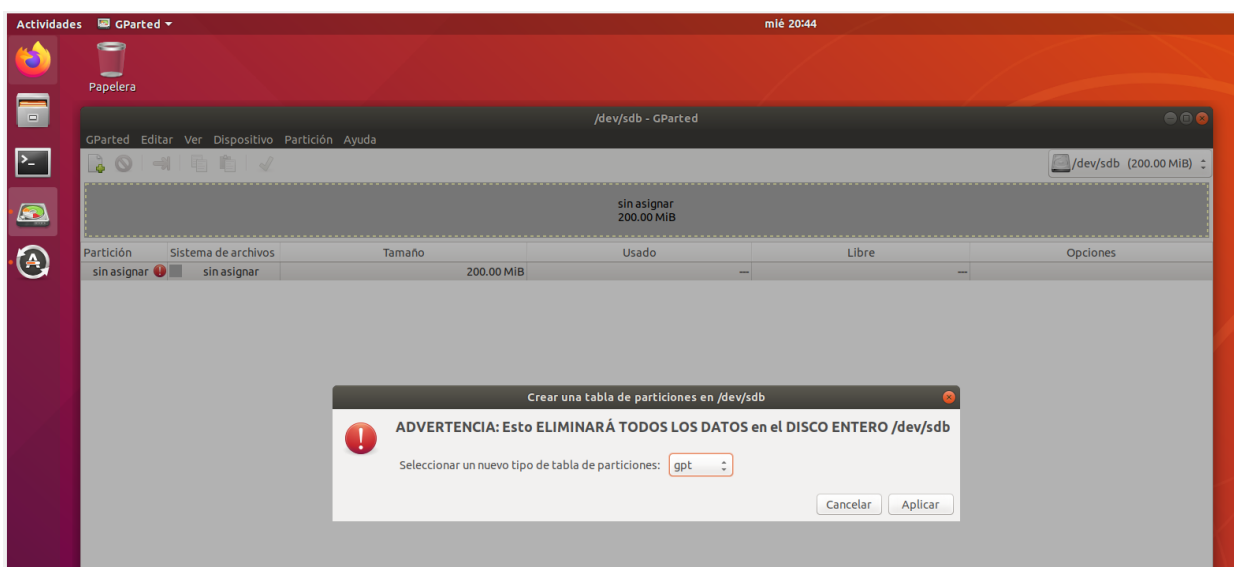 Actividades GParted mié 20:44
Papelera
/dev/sdb - GParted
GParted Editar Ver Dispositivo Partición Ayuda
/dev/sdb (200.00 MiB)
sin asignar
200.00 MiB
Partición Sistema de archivos Tamaño Usado Libre Opciones
sin asignar sin asignar 200.00 MiB --- ---
Crear una tabla de particiones en /dev/sdb
ADVERTENCIA: Esto ELIMINARÁ TODOS LOS DATOS en el DISCO ENTERO /dev/sdb
Seleccionar un nuevo tipo de tabla de particiones: gpt
Cancelar Aplicar